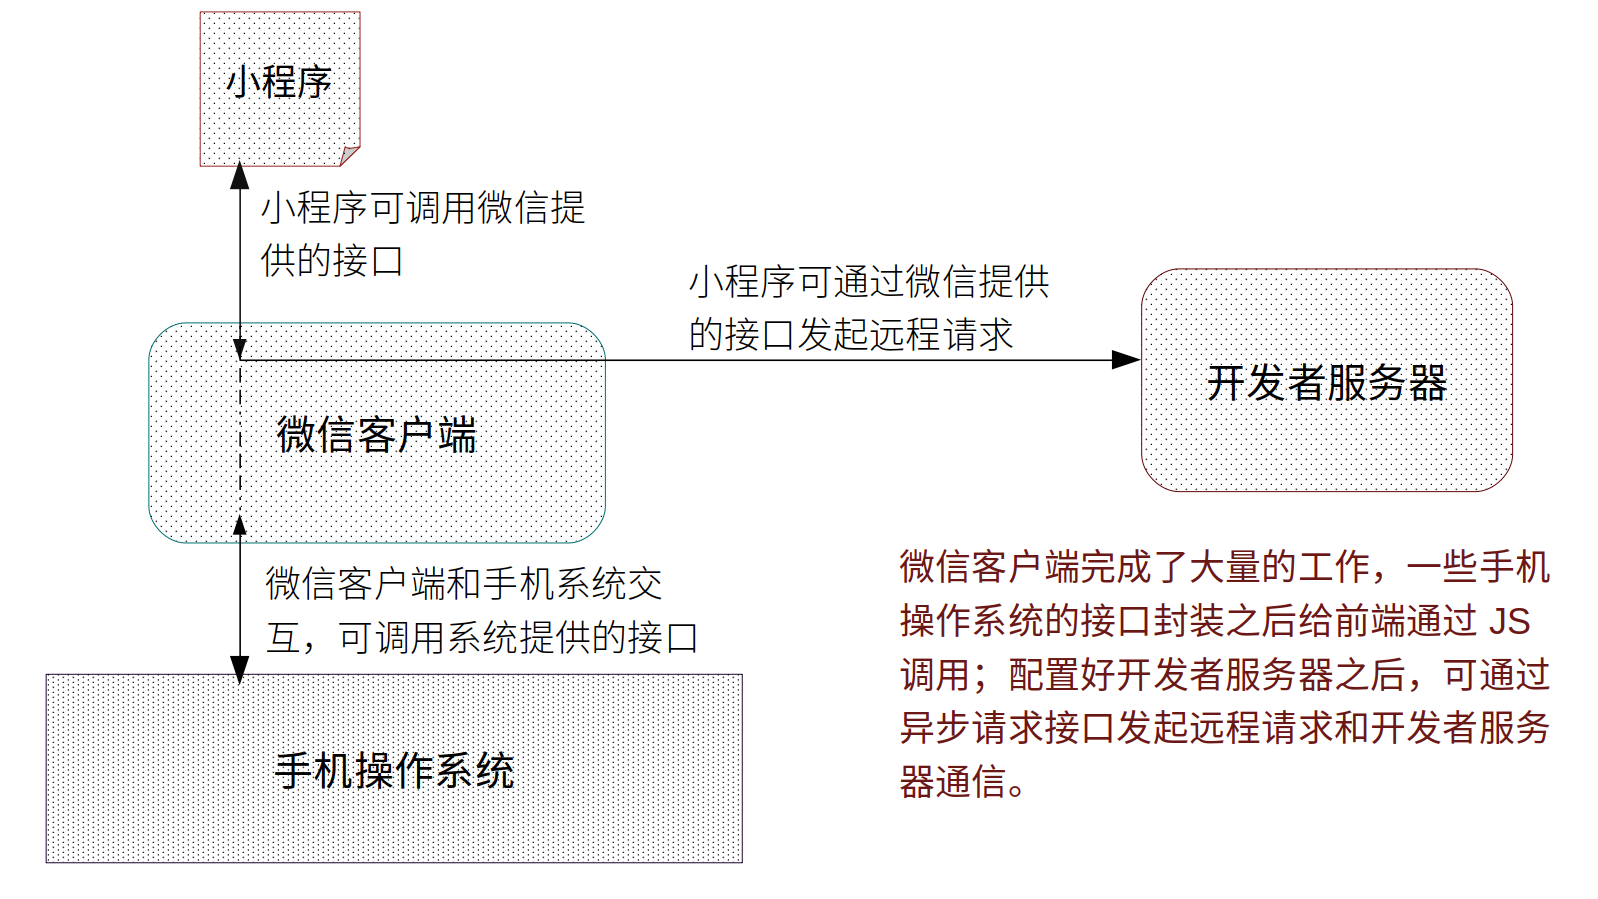 小程序
小程序可调用微信提
供的接口
小程序可通过微信提供
的接口发起远程请求
开发者服务器
微信客户端
微信客户端和手机系统交
互，可调用系统提供的接口
手机操作系统
微信客户端完成了大量的工作，一些手机
操作系统的接口封装之后给前端通过 JS
调用；配置好开发者服务器之后，可通过
异步请求接口发起远程请求和开发者服务
器通信。